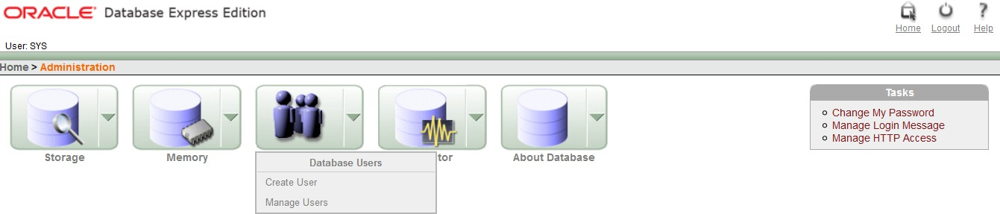 ORACLE Database Express Edition
Home Logout Help
User: SYS
Home > Administration
Tasks
Change My Password
Manage Login Message
Manage HTTP Access
Storage Memory tor About Database
Database Users
Create User
Manage Users